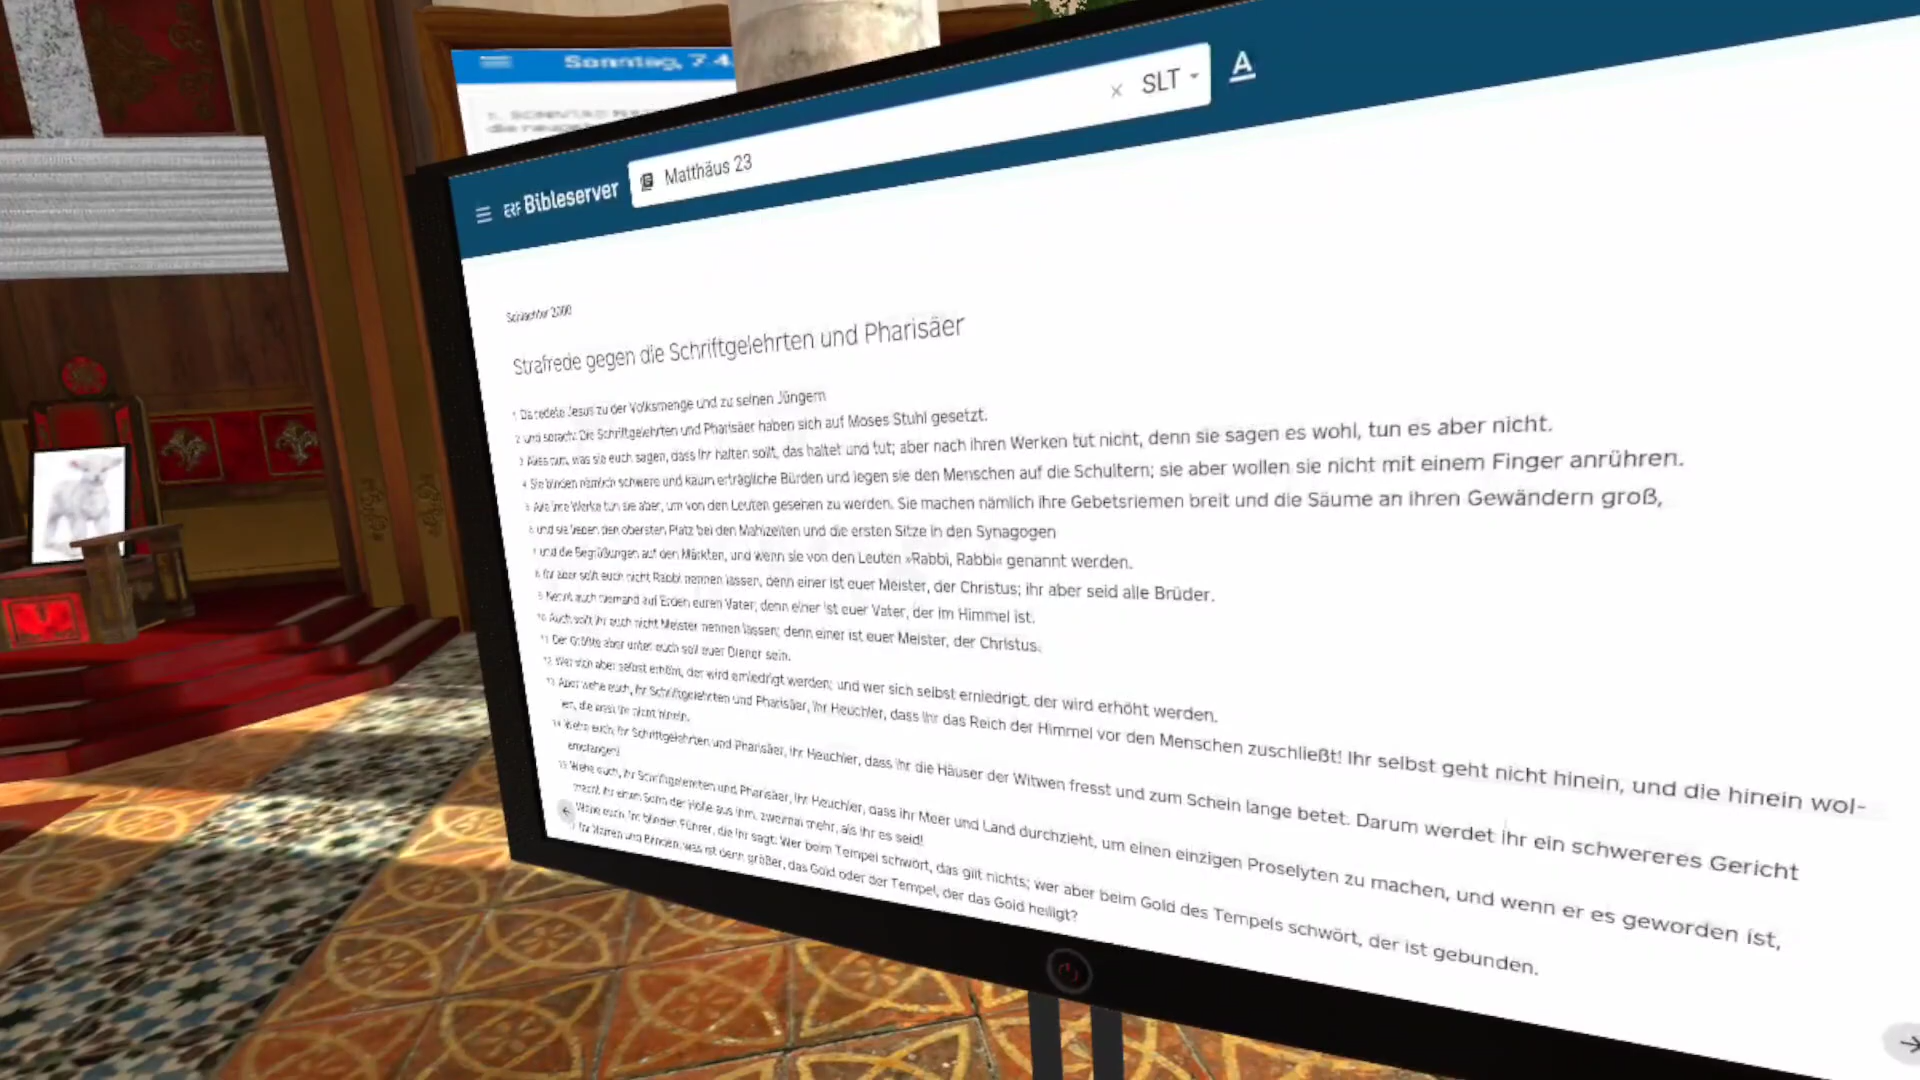 Sonntag, 7.4.
ERF Bibleserver
Matthäus 23
× SLT
A
Schlachter 2000
Strafrede gegen die Schriftgelehrten und Pharisäer
1 Da redete Jesus zu der Volksmenge und zu seinen Jüngern
2 und sprach: Die Schriftgelehrten und Pharisäer haben sich auf Moses Stuhl gesetzt.
3 Alles nun, was sie euch sagen, dass ihr halten sollt, das haltet und tut; aber nach ihren Werken tut nicht, denn sie sagen es wohl, tun es aber nicht.
4 Sie binden nämlich schwere und kaum erträgliche Bürden und legen sie den Menschen auf die Schultern; sie aber wollen sie nicht mit einem Finger anrühren.
5 Alle ihre Werke tun sie aber, um von den Leuten gesehen zu werden. Sie machen nämlich ihre Gebetsriemen breit und die Säume an ihren Gewändern groß,
6 und sie lieben den obersten Platz bei den Mahlzeiten und die ersten Sitze in den Synagogen
7 und die Begrüßungen auf den Märkten, und wenn sie von den Leuten »Rabbi, Rabbi« genannt werden.
8 Ihr aber sollt euch nicht Rabbi nennen lassen, denn einer ist euer Meister, der Christus; ihr aber seid alle Brüder.
9 Nennt auch niemand auf Erden euren Vater; denn einer ist euer Vater, der im Himmel ist.
10 Auch sollt ihr euch nicht Meister nennen lassen; denn einer ist euer Meister, der Christus.
11 Der Größte aber unter euch soll euer Diener sein.
12 Wer sich aber selbst erhöht, der wird erniedrigt werden; und wer sich selbst erniedrigt, der wird erhöht werden.
13 Aber wehe euch, ihr Schriftgelehrten und Pharisäer, ihr Heuchler, dass ihr das Reich der Himmel vor den Menschen zuschließt! Ihr selbst geht nicht hinein, und die hinein wol-
len, die lasst ihr nicht hinein.
14 Wehe euch, ihr Schriftgelehrten und Pharisäer, ihr Heuchler, dass ihr die Häuser der Witwen fresst und zum Schein lange betet. Darum werdet ihr ein schwereres Gericht
empfangen!
15 Wehe euch, ihr Schriftgelehrten und Pharisäer, ihr Heuchler, dass ihr Meer und Land durchzieht, um einen einzigen Proselyten zu machen, und wenn er es geworden ist,
macht ihr einen Sohn der Hölle aus ihm, zweimal mehr, als ihr es seid!
Wehe euch, ihr blinden Führer, die ihr sagt: Wer beim Tempel schwört, das gilt nichts; wer aber beim Gold des Tempels schwört, der ist gebunden.
Ihr Narren und Blinden, was ist denn größer, das Gold oder der Tempel, der das Gold heiligt?